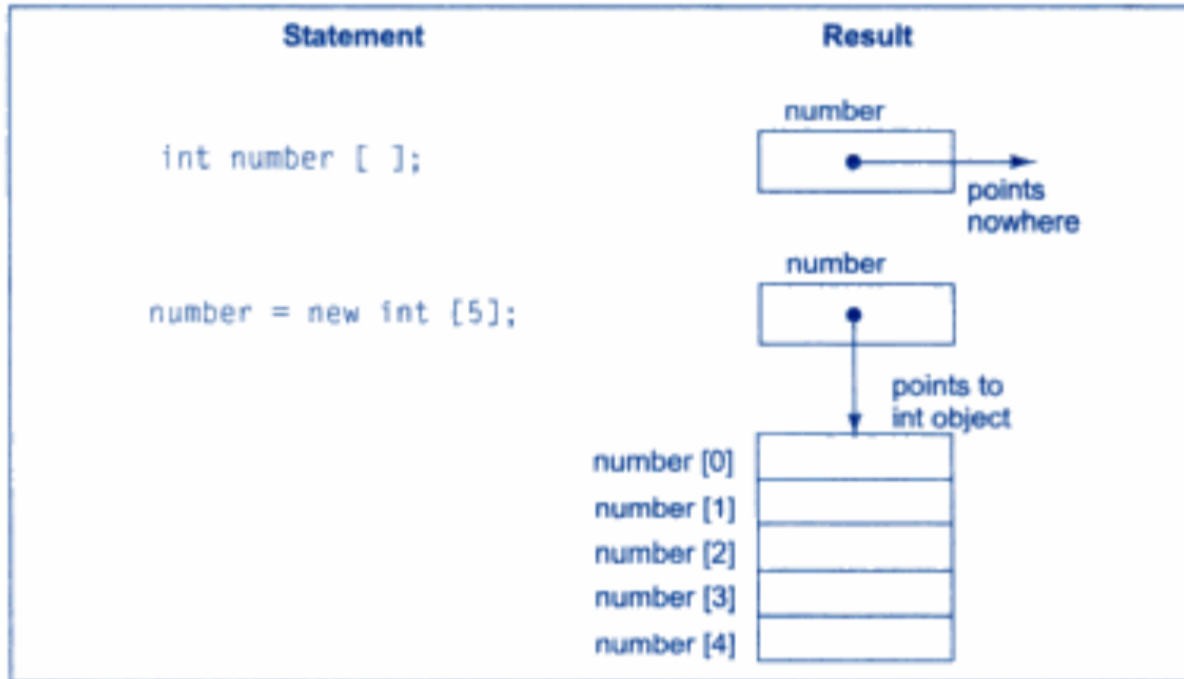 Statement
Result
number
int number [ ];
points
nowhere
number
number = new int [5];
points to
int object
number [0]
number [1]
number [2]
number [3]
number [4]